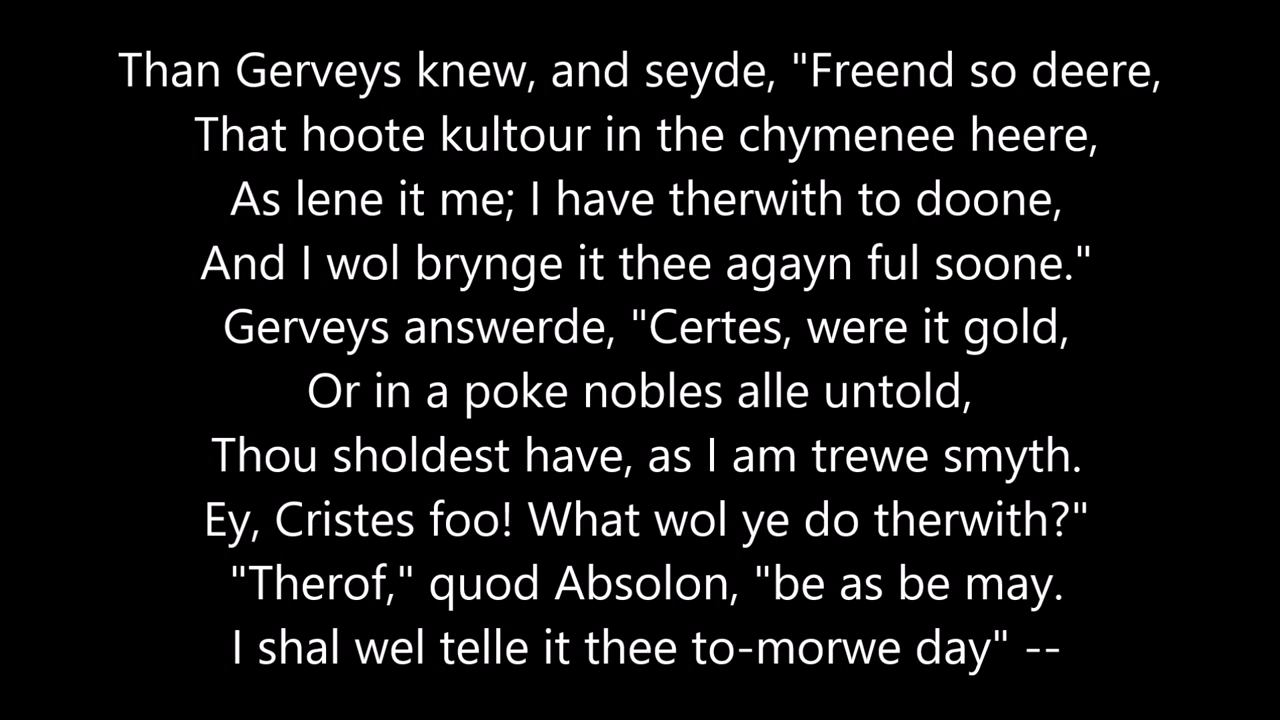 Than Gerveys knew, and seyde, "Freend so deere,
That hoote kultour in the chymenee heere,
As lene it me; I have therwith to doone,
And I wol brynge it thee agayn ful soone."
Gerveys answerde, "Certes, were it gold,
Or in a poke nobles alle untold,
Thou sholdest have, as I am trewe smyth.
Ey, Cristes foo! What wol ye do therwith?"
"Therof," quod Absolon, "be as be may.
I shal wel telle it thee to-morwe day" --